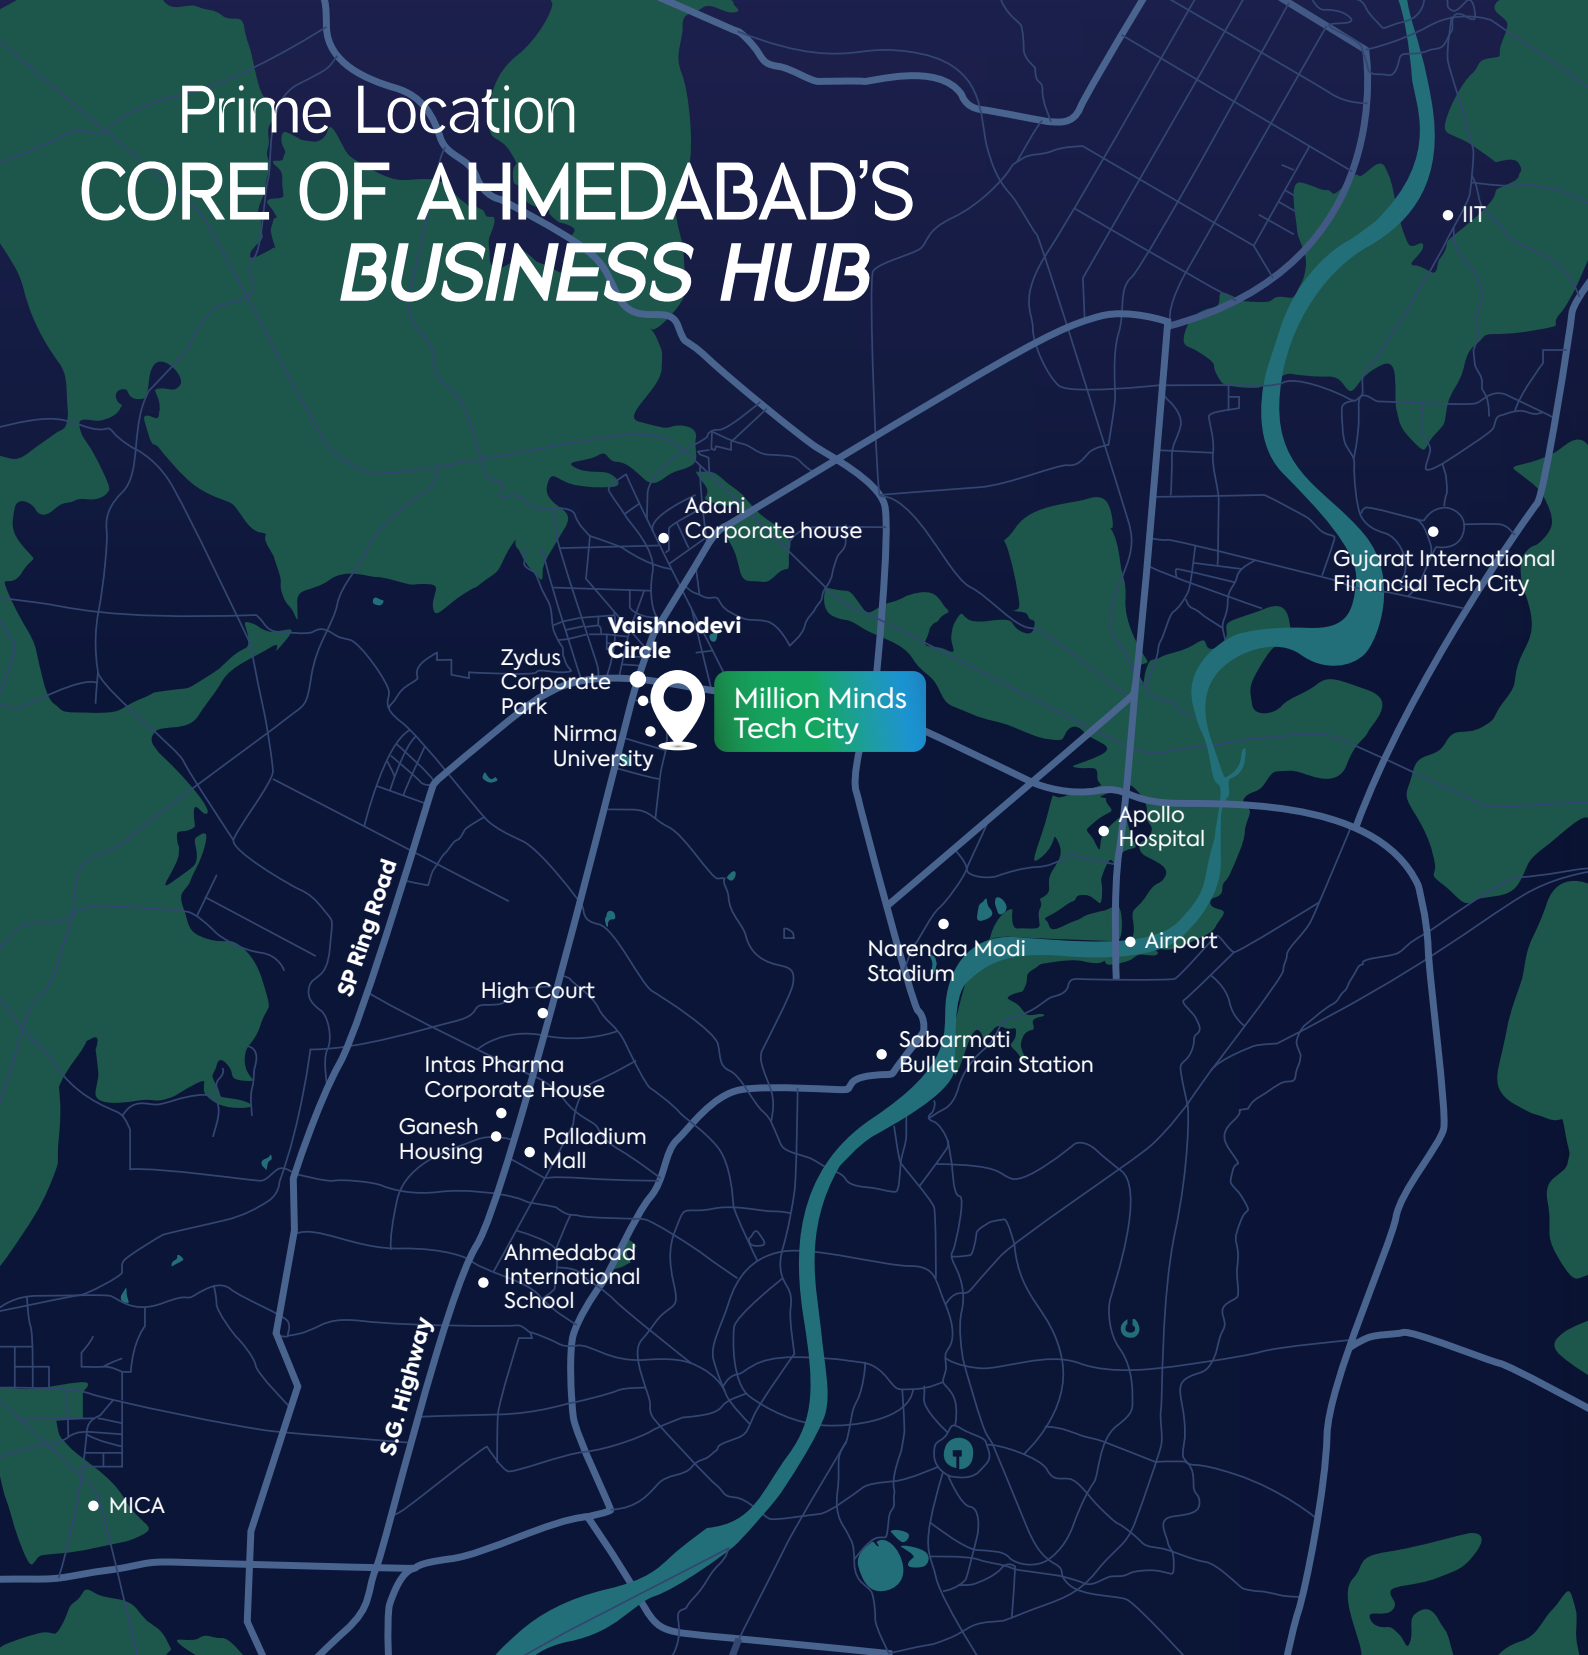 Prime Location
CORE OF AHMEDABAD'S
BUSINESS HUB
IIT
Adani
Corporate house
Gujarat International
Financial Tech City
Vaishnodevi
Circle
Zydus
Corporate
Park
Million Minds
Tech City
Nirma
University
Apollo
Hospital
SP Ring Road
Narendra Modi
Stadium
Airport
High Court
Sabarmati
Bullet Train Station
Intas Pharma
Corporate House
Ganesh
Housing
Palladium
Mall
Ahmedabad
International
School
S.G. Highway
MICA